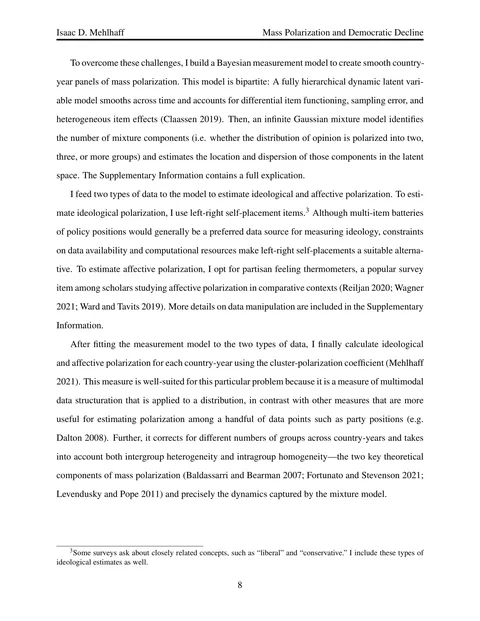 Isaac D. Mehlhaff Mass Polarization and Democratic Decline
To overcome these challenges, I build a Bayesian measurement model to create smooth country-
year panels of mass polarization. This model is bipartite: A fully hierarchical dynamic latent vari-
able model smooths across time and accounts for differential item functioning, sampling error, and
heterogeneous item effects (Claassen 2019). Then, an infinite Gaussian mixture model identifies
the number of mixture components (i.e. whether the distribution of opinion is polarized into two,
three, or more groups) and estimates the location and dispersion of those components in the latent
space. The Supplementary Information contains a full explication.
I feed two types of data to the model to estimate ideological and affective polarization. To esti-
mate ideological polarization, I use left-right self-placement items.3 Although multi-item batteries
of policy positions would generally be a preferred data source for measuring ideology, constraints
on data availability and computational resources make left-right self-placements a suitable alterna-
tive. To estimate affective polarization, I opt for partisan feeling thermometers, a popular survey
item among scholars studying affective polarization in comparative contexts (Reiljan 2020; Wagner
2021; Ward and Tavits 2019). More details on data manipulation are included in the Supplementary
Information.
After fitting the measurement model to the two types of data, I finally calculate ideological
and affective polarization for each country-year using the cluster-polarization coefficient (Mehlhaff
2021). This measure is well-suited for this particular problem because it is a measure of multimodal
data structuration that is applied to a distribution, in contrast with other measures that are more
useful for estimating polarization among a handful of data points such as party positions (e.g.
Dalton 2008). Further, it corrects for different numbers of groups across country-years and takes
into account both intergroup heterogeneity and intragroup homogeneity—the two key theoretical
components of mass polarization (Baldassarri and Bearman 2007; Fortunato and Stevenson 2021;
Levendusky and Pope 2011) and precisely the dynamics captured by the mixture model.
3Some surveys ask about closely related concepts, such as “liberal” and “conservative.” I include these types of
ideological estimates as well.
8